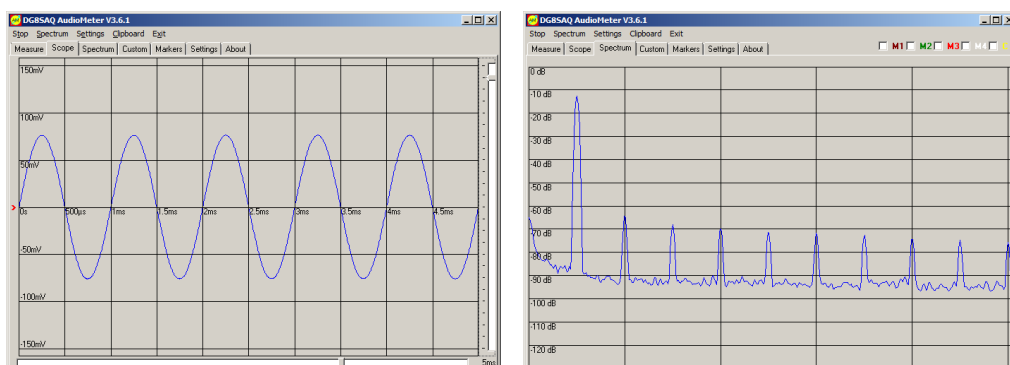 DG8SAQ AudioMeter V3.6.1
Stop Spectrum Settings Clipboard Exit
Measure Scope Spectrum Custom Markers Settings About
150mV
100mV
50mV
0s 500µs 1ms 1.5ms 2ms 2.5ms 3ms 3.5ms 4ms 4.5ms
-50mV
-100mV
-150mV
5ms
DG8SAQ AudioMeter V3.6.1
Stop Spectrum Settings Clipboard Exit
Measure Scope Spectrum Custom Markers Settings About
M1 M2 M3 M4
0 dB
-10 dB
-20 dB
-30 dB
-40 dB
-50 dB
-60 dB
-70 dB
-80 dB
-90 dB
-100 dB
-110 dB
-120 dB